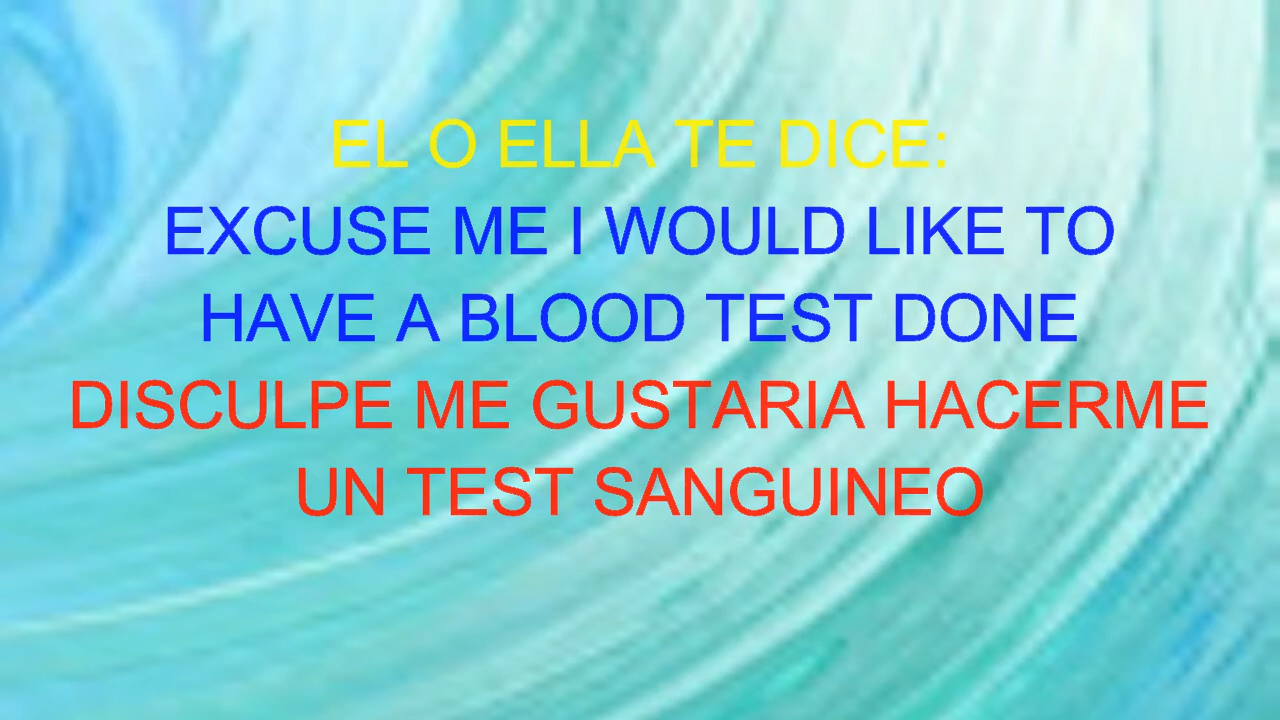 EL O ELLA TE DICE:
EXCUSE ME I WOULD LIKE TO
HAVE A BLOOD TEST DONE
DISCULPE ME GUSTARIA HACERME
UN TEST SANGUINEO